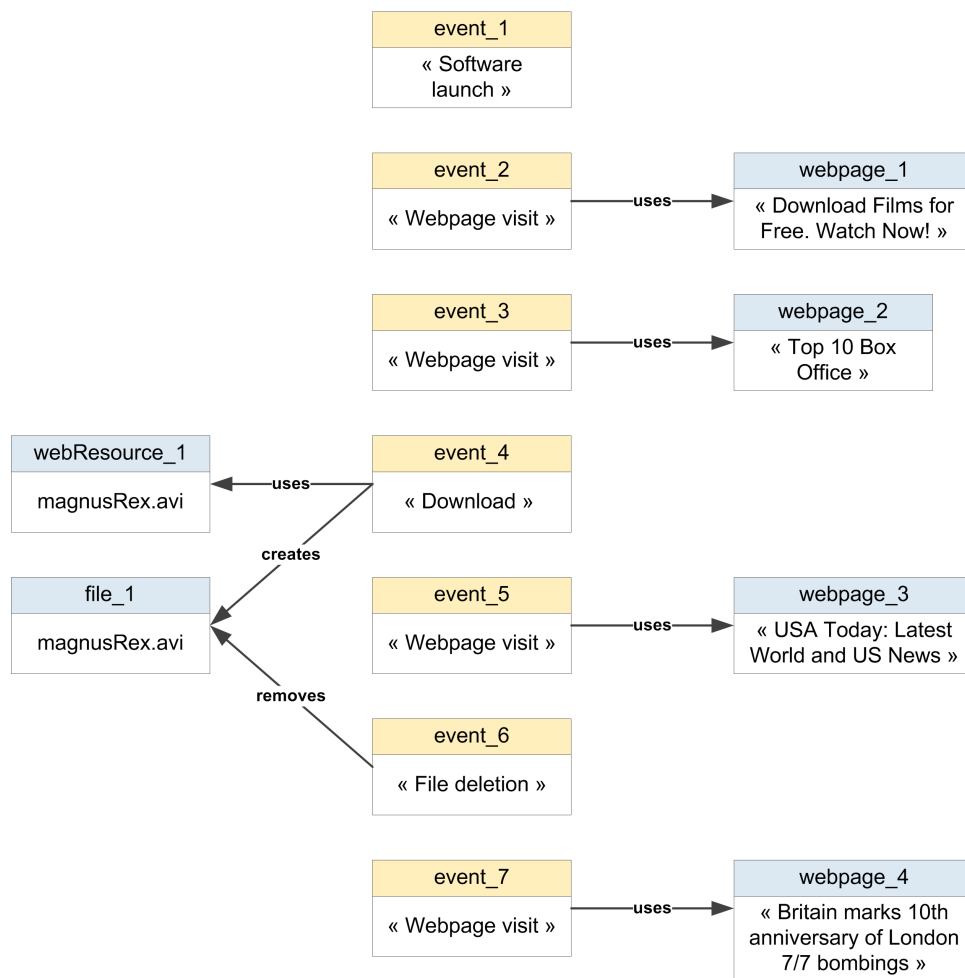 event_1
« Software
launch »
event_2
« Webpage visit »
uses
webpage_1
« Download Films for
Free. Watch Now! »
event_3
« Webpage visit »
uses
webpage_2
« Top 10 Box
Office »
webResource_1
magnusRex.avi
uses
event_4
« Download »
creates
file_1
magnusRex.avi
event_5
« Webpage visit »
uses
webpage_3
« USA Today: Latest
World and US News »
removes
event_6
« File deletion »
event_7
« Webpage visit »
uses
webpage_4
« Britain marks 10th
anniversary of London
7/7 bombings »